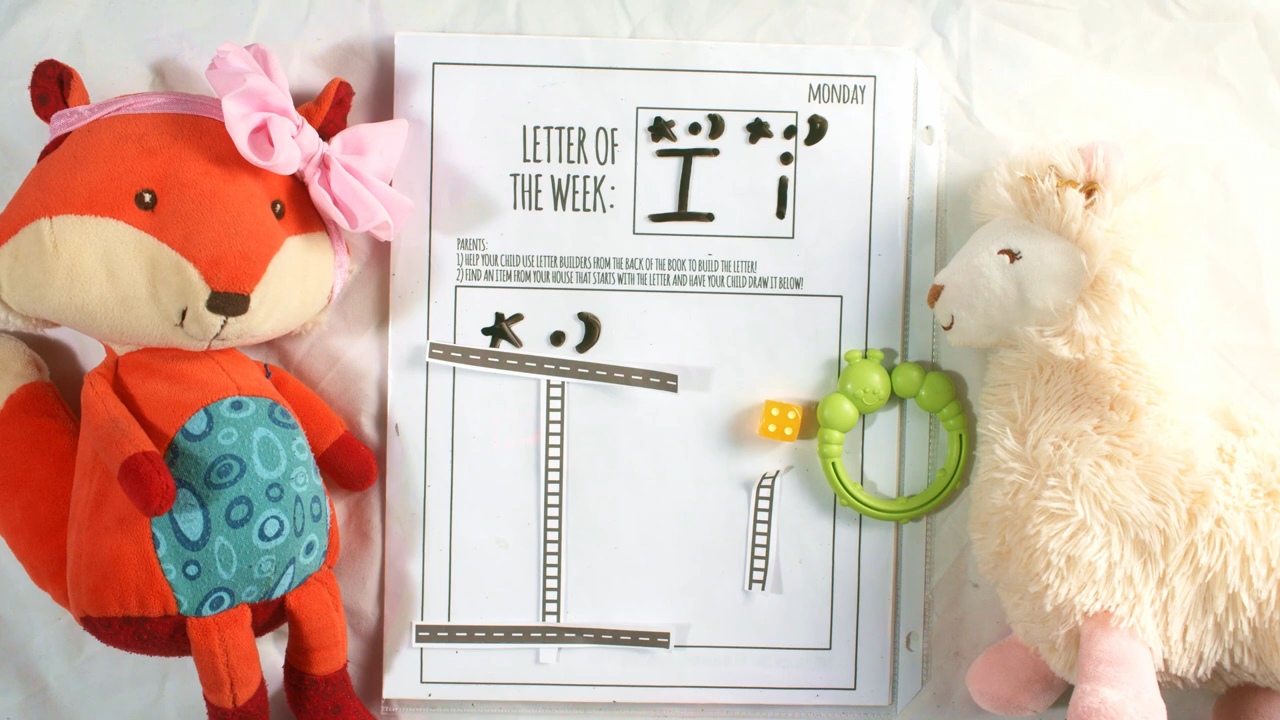 MONDAY
LETTER OF
THE WEEK:
I i
PARENTS:
1) HELP YOUR CHILD USE LETTER BUILDERS FROM THE BACK OF THE BOOK TO BUILD THE LETTER!
2) FIND AN ITEM FROM YOUR HOUSE THAT STARTS WITH THE LETTER AND HAVE YOUR CHILD DRAW IT BELOW!